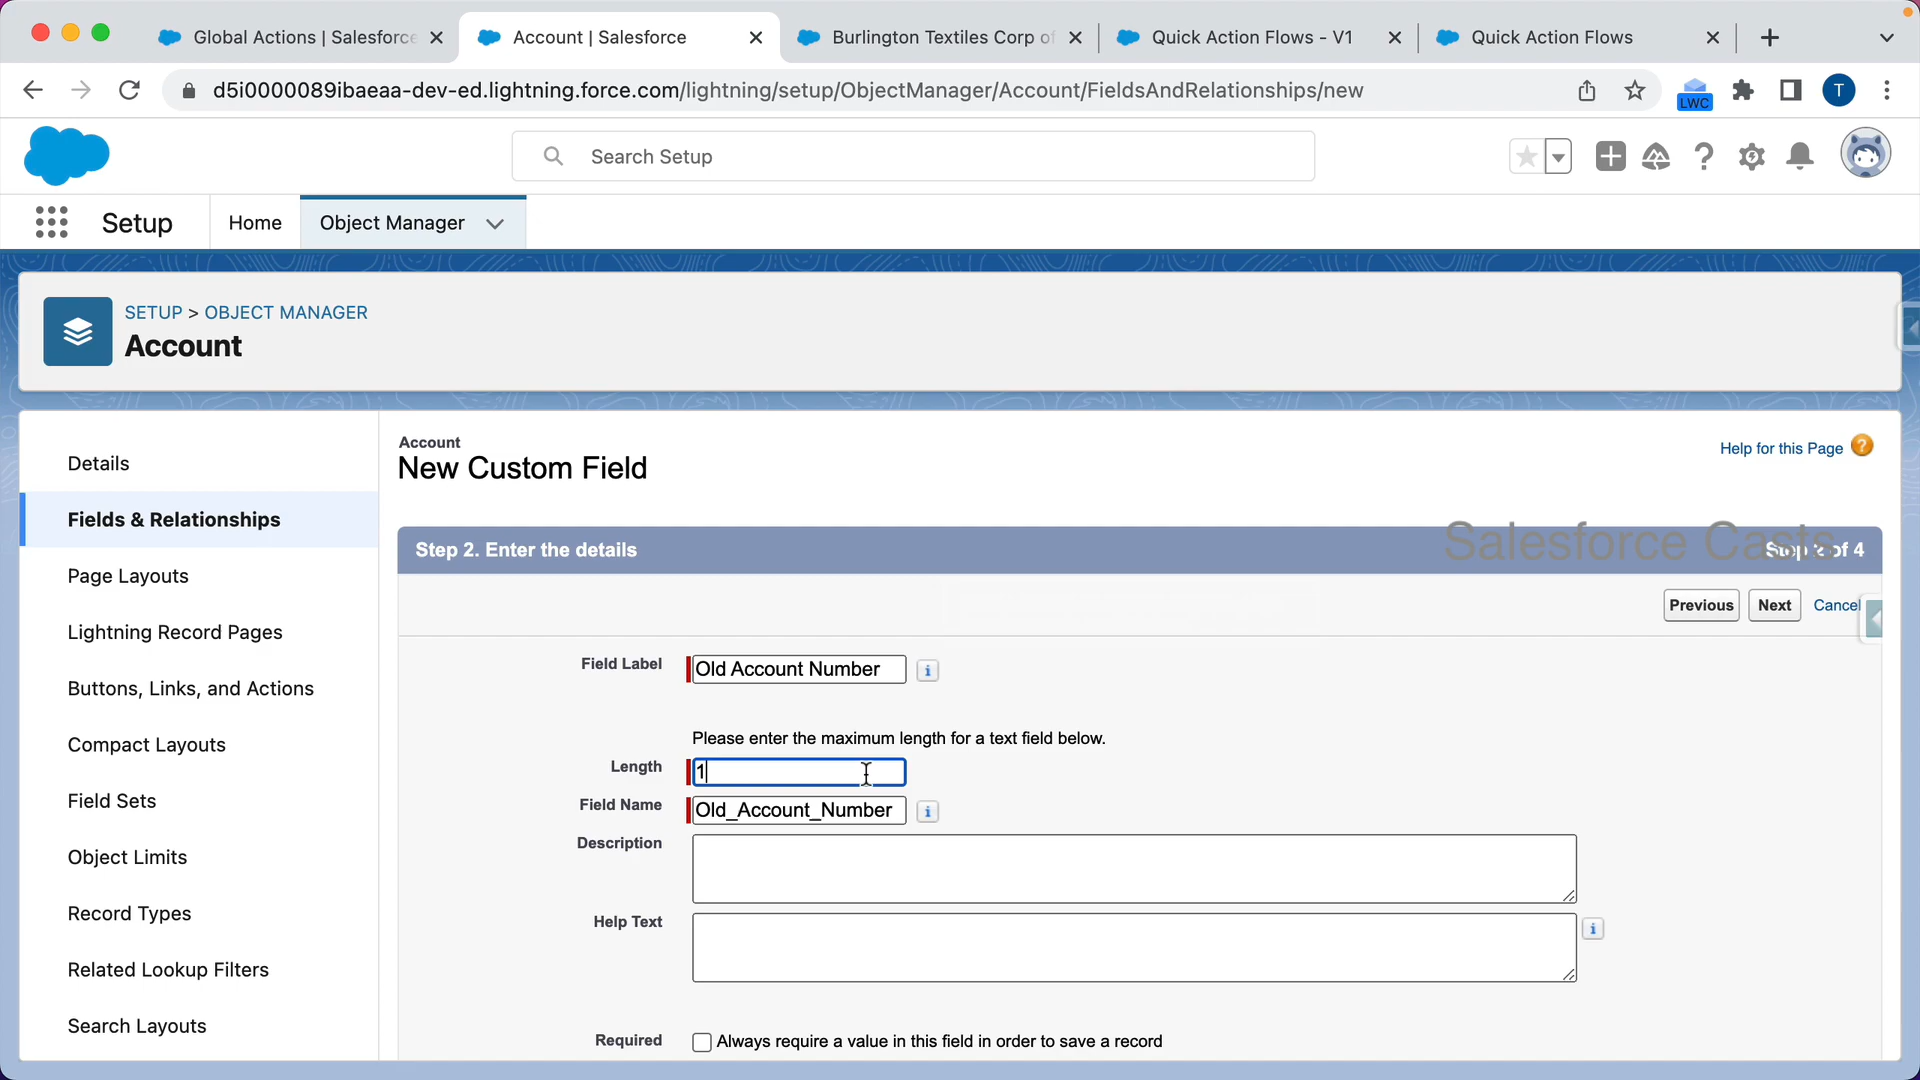 Global Actions | Salesforce
Account | Salesforce
Burlington Textiles Corp of
Quick Action Flows - V1
Quick Action Flows
d5i0000089ibaeaa-dev-ed.lightning.force.com/lightning/setup/ObjectManager/Account/FieldsAndRelationships/new
LWC
T
Search Setup
Setup
Home
Object Manager
SETUP > OBJECT MANAGER
Account
Details
Fields & Relationships
Page Layouts
Lightning Record Pages
Buttons, Links, and Actions
Compact Layouts
Field Sets
Object Limits
Record Types
Related Lookup Filters
Search Layouts
Account
New Custom Field
Help for this Page
Step 2. Enter the details
Salesforce Casts
Step 2 of 4
Previous
Next
Cancel
Field Label
Old Account Number
Please enter the maximum length for a text field below.
Length
1
Field Name
Old_Account_Number
Description
Help Text
Required
Always require a value in this field in order to save a record